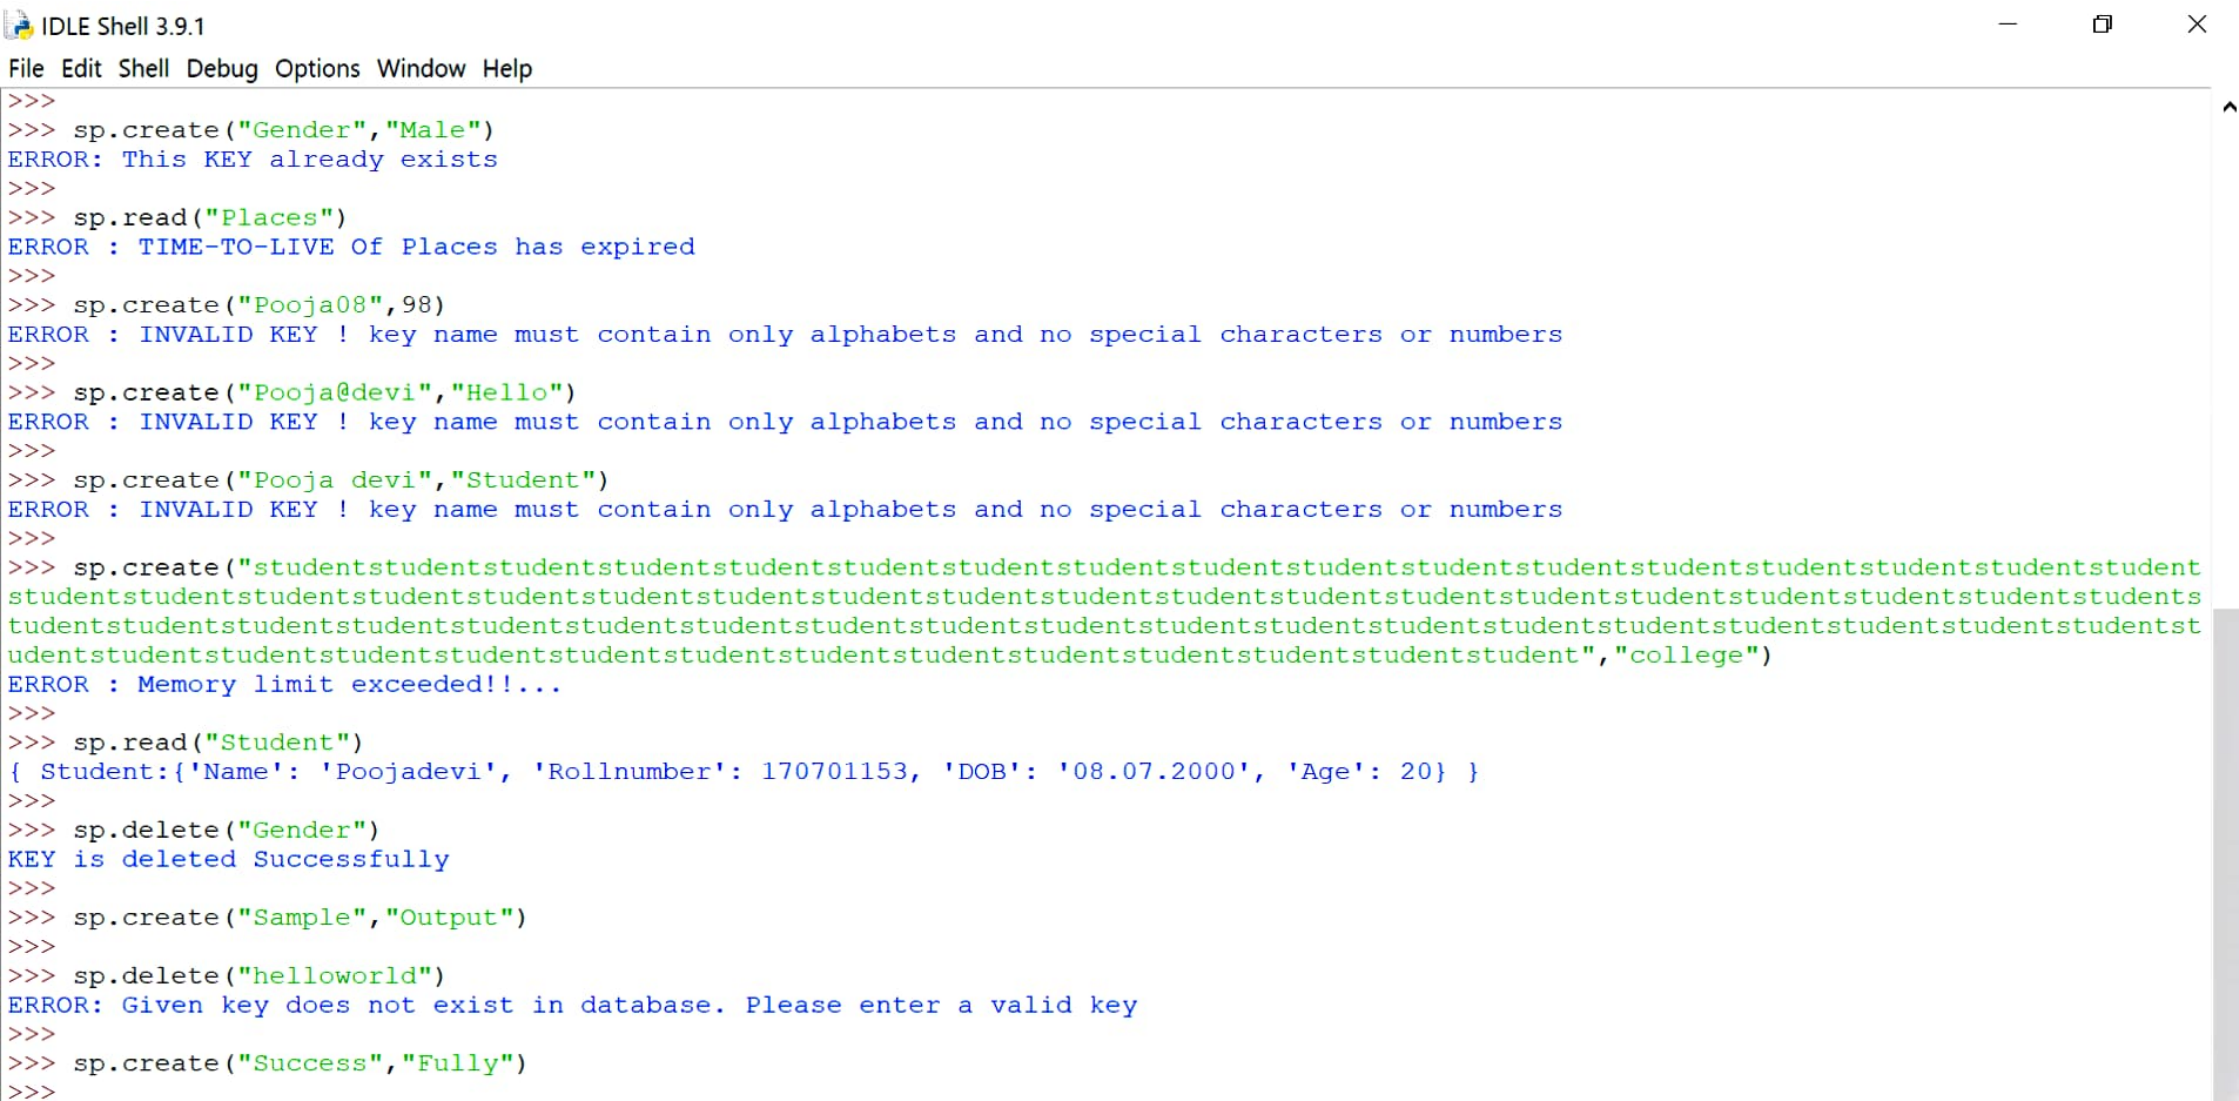 IDLE Shell 3.9.1
File Edit Shell Debug Options Window Help
>>>
>>> sp.create("Gender","Male")
ERROR: This KEY already exists
>>>
>>> sp.read("Places")
ERROR : TIME-TO-LIVE Of Places has expired
>>>
>>> sp.create("Pooja08",98)
ERROR : INVALID KEY ! key name must contain only alphabets and no special characters or numbers
>>>
>>> sp.create("Pooja@devi","Hello")
ERROR : INVALID KEY ! key name must contain only alphabets and no special characters or numbers
>>>
>>> sp.create("Pooja devi","Student")
ERROR : INVALID KEY ! key name must contain only alphabets and no special characters or numbers
>>>
>>> sp.create("studentstudentstudentstudentstudentstudentstudentstudentstudentstudentstudentstudentstudentstudentstudentstudentstudent
studentstudentstudentstudentstudentstudentstudentstudentstudentstudentstudentstudentstudentstudentstudentstudentstudentstudentstudents
tudentstudentstudentstudentstudentstudentstudentstudentstudentstudentstudentstudentstudentstudentstudentstudentstudentstudentstudentst
udentstudentstudentstudentstudentstudentstudentstudentstudentstudentstudentstudentstudentstudent","college")
ERROR : Memory limit exceeded!!...
>>>
>>> sp.read("Student")
{ Student:{'Name': 'Poojadevi', 'Rollnumber': 170701153, 'DOB': '08.07.2000', 'Age': 20} }
>>>
>>> sp.delete("Gender")
KEY is deleted Successfully
>>>
>>> sp.create("Sample","Output")
>>>
>>> sp.delete("helloworld")
ERROR: Given key does not exist in database. Please enter a valid key
>>>
>>> sp.create("Success","Fully")
>>>